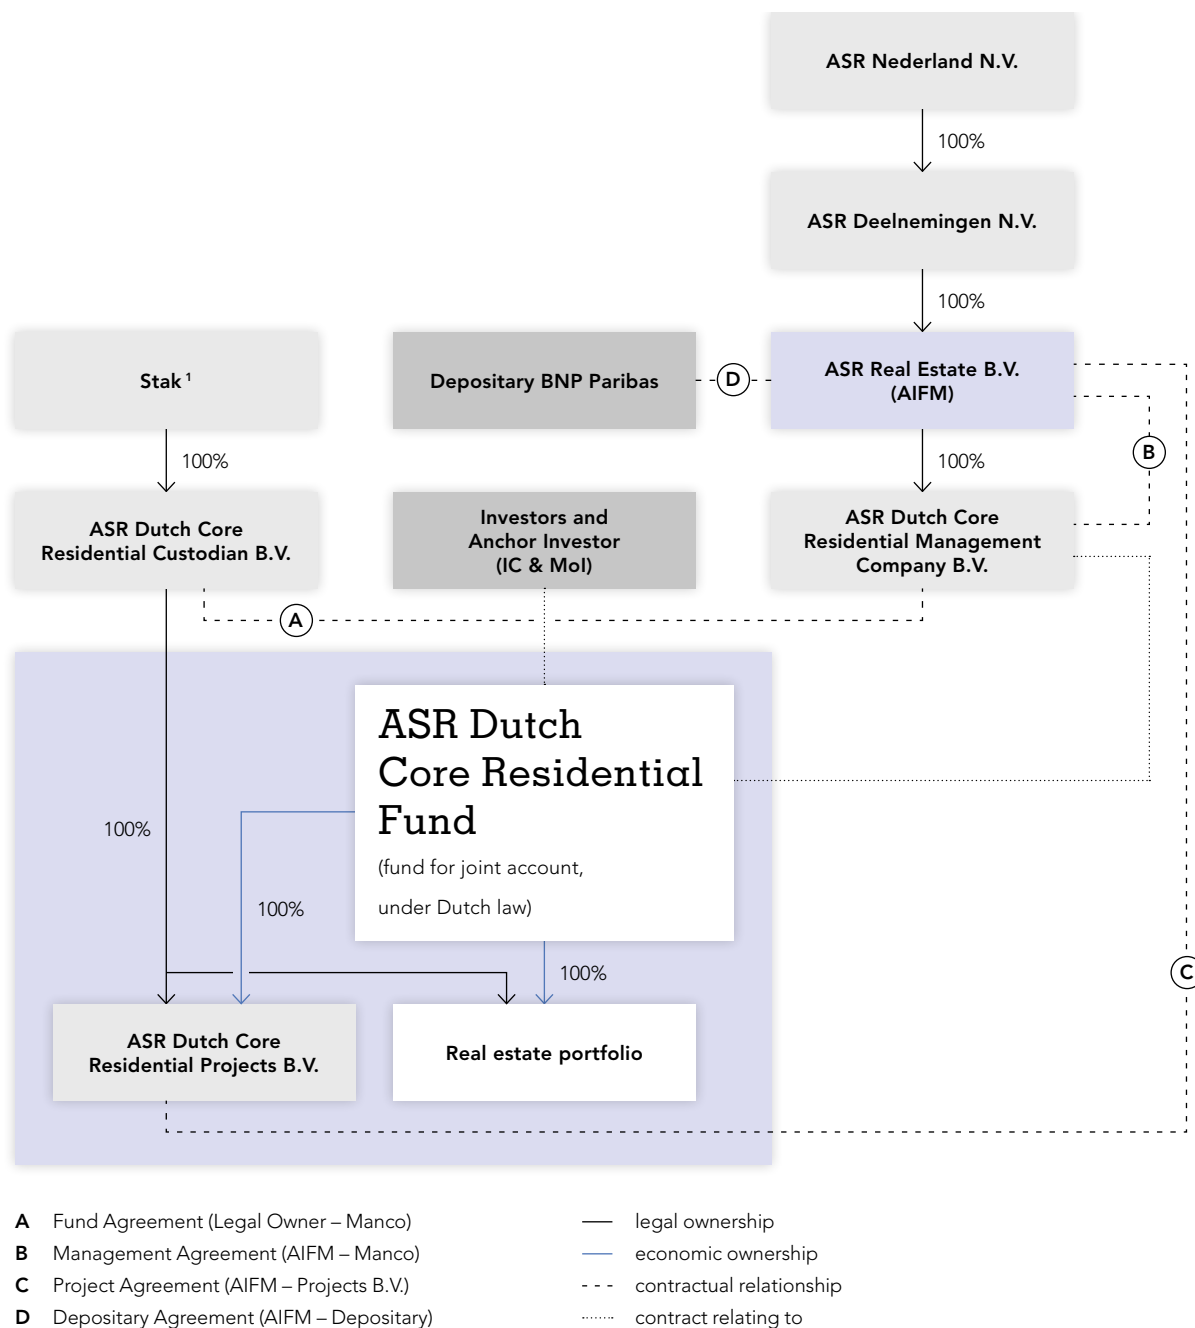 ASR Nederland N.V.
100%
ASR Deelnemingen N.V.
100%
Stak ¹
Depositary BNP Paribas
D
ASR Real Estate B.V.
(AIFM)
100%
100%
B
ASR Dutch Core
Residential Custodian B.V.
Investors and
Anchor Investor
(IC & MoI)
ASR Dutch Core
Residential Management
Company B.V.
A
ASR Dutch
Core Residential
Fund
(fund for joint account,
under Dutch law)
100%
100%
100%
C
ASR Dutch Core
Residential Projects B.V.
Real estate portfolio
A Fund Agreement (Legal Owner – Manco)
B Management Agreement (AIFM – Manco)
C Project Agreement (AIFM – Projects B.V.)
D Depositary Agreement (AIFM – Depositary)
legal ownership
economic ownership
contractual relationship
contract relating to